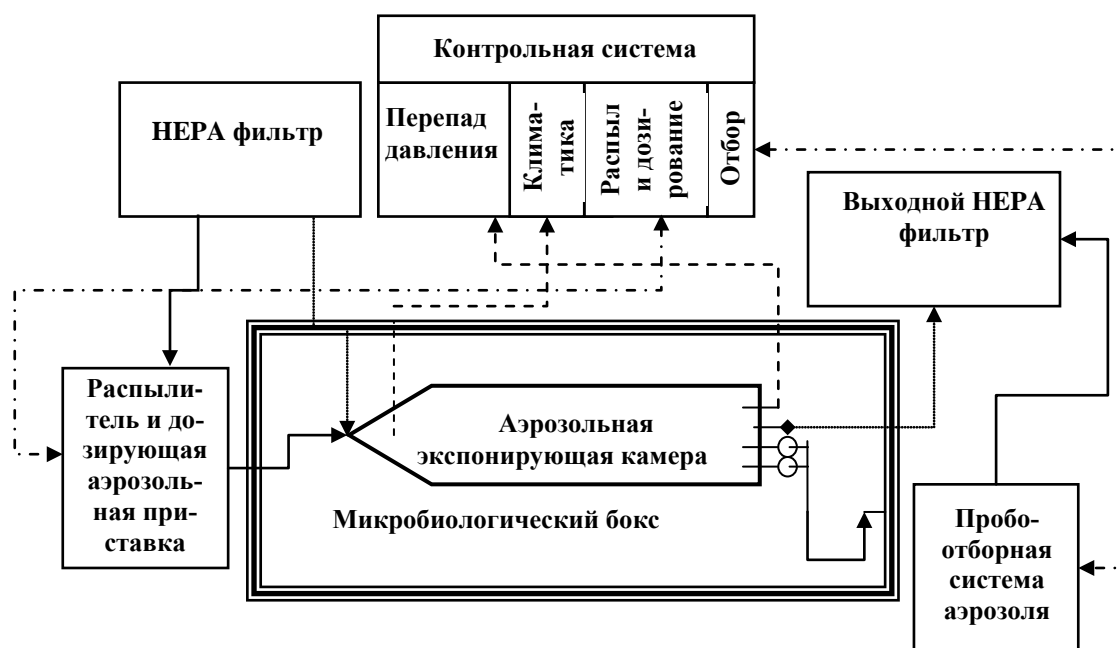 Контрольная система
НЕРА фильтр
Перепад
давления
Клима-
тика
Распыл
и дози-
рование
Отбор
Выходной НЕРА
фильтр
Распыли-
тель и до-
зирующая
аэрозоль-
ная при-
ставка
Аэрозольная
экспонирующая камера
Микробиологический бокс
Пробо-
отборная
система
аэрозоля